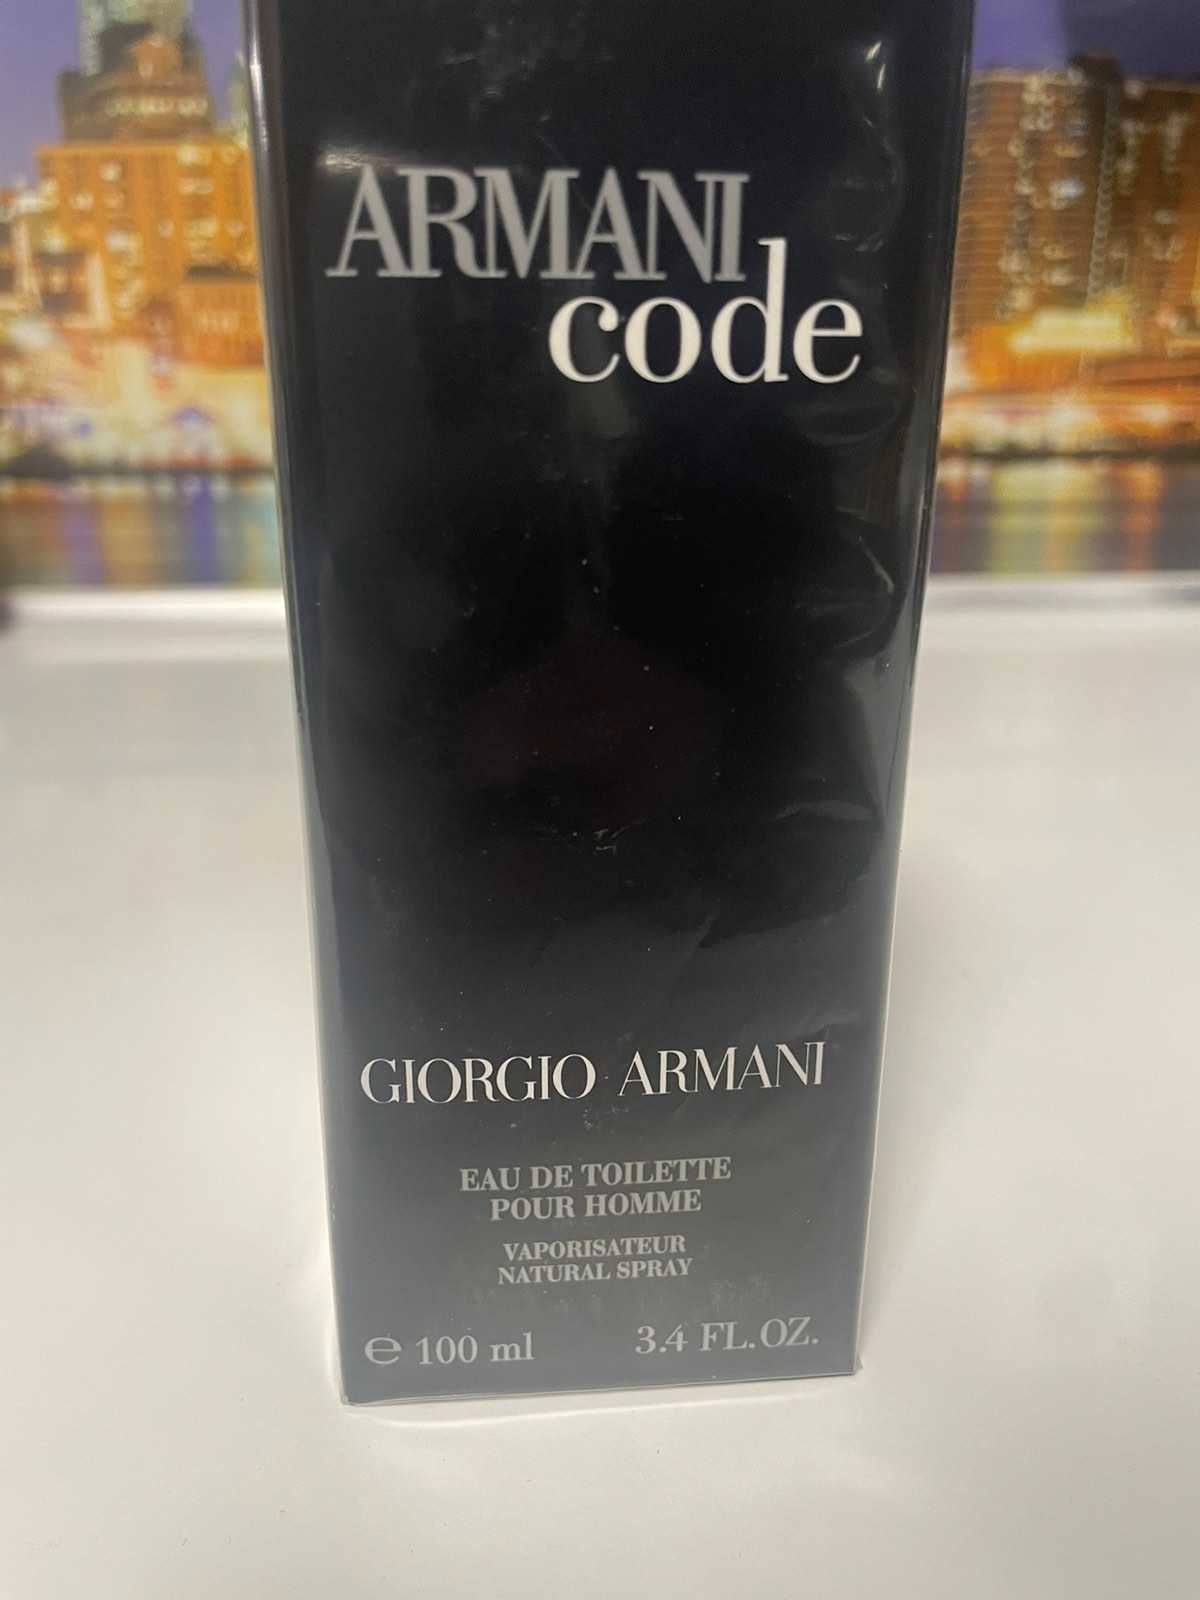 ARMANI
code
GIORGIO ARMANI
EAU DE TOILETTE
POUR HOMME
VAPORISATEUR
NATURAL SPRAY
℮ 100 ml 3.4 FL.OZ.